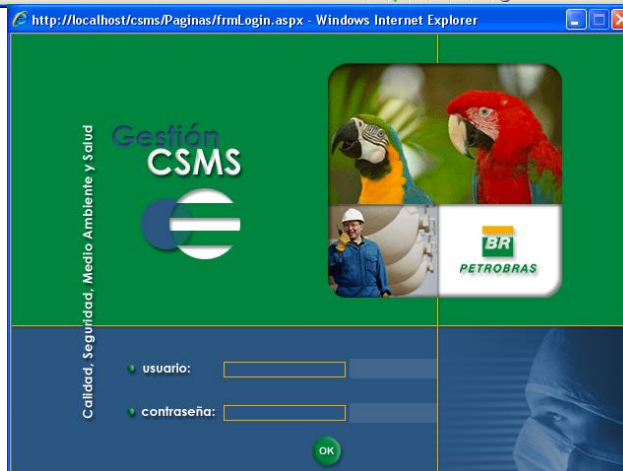 http://localhost/csms/Paginas/frmLogin.aspx - Windows Internet Explorer
Calidad, Seguridad, Medio Ambiente y Salud
Gestión
CSMS
BR
PETROBRAS
usuario:
contraseña:
OK